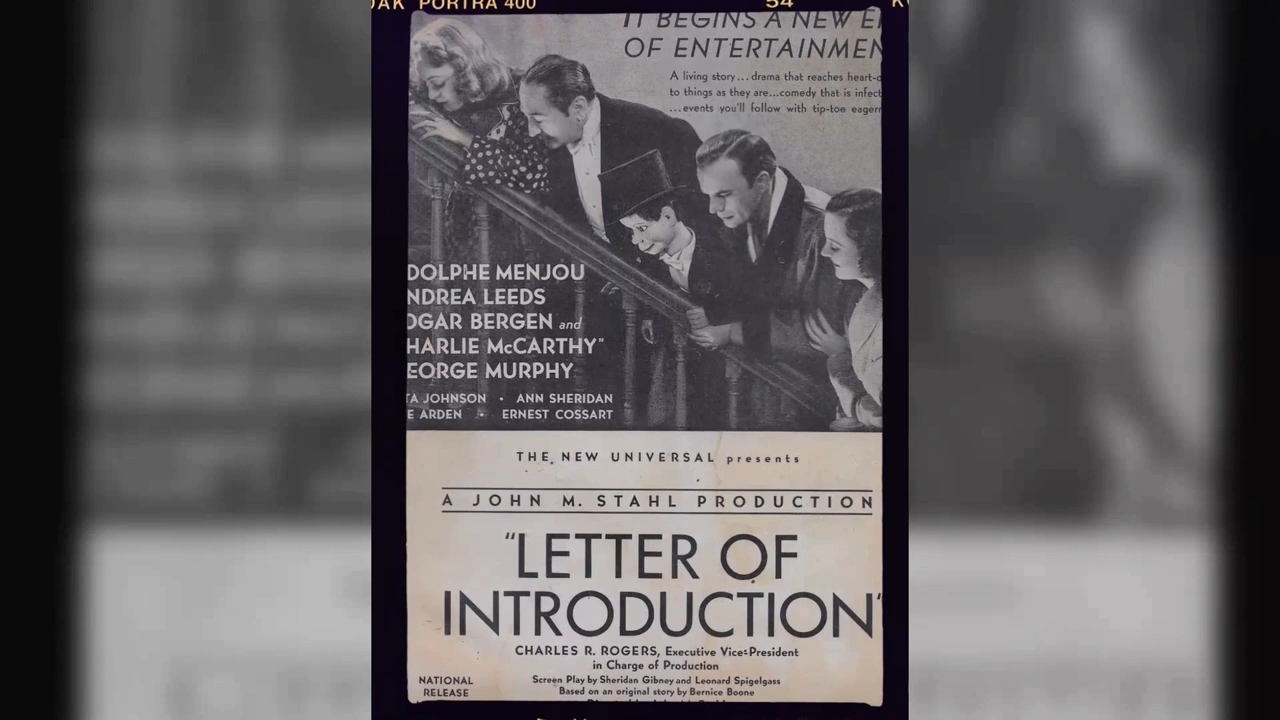 PORTRA 400
54
IT BEGINS A NEW
OF ENTERTAINMEN
A living story... drama that reaches heart-
to things as they are...comedy that is infect
...events you'll follow with tip-toe eager
DOLPHE MENJOU
NDREA LEEDS
DGAR BERGEN and
HARLIE McCARTHY"
EORGE MURPHY
TA JOHNSON • ANN SHERIDAN
E ARDEN • ERNEST COSSART
THE NEW UNIVERSAL presents
A JOHN M. STAHL PRODUCTION
"LETTER OF
INTRODUCTION"
CHARLES R. ROGERS, Executive Vice-President
in Charge of Production
NATIONAL
RELEASE
Screen Play by Sheridan Gibney and Leonard Spigelgass
Based on an original story by Bernice Boone